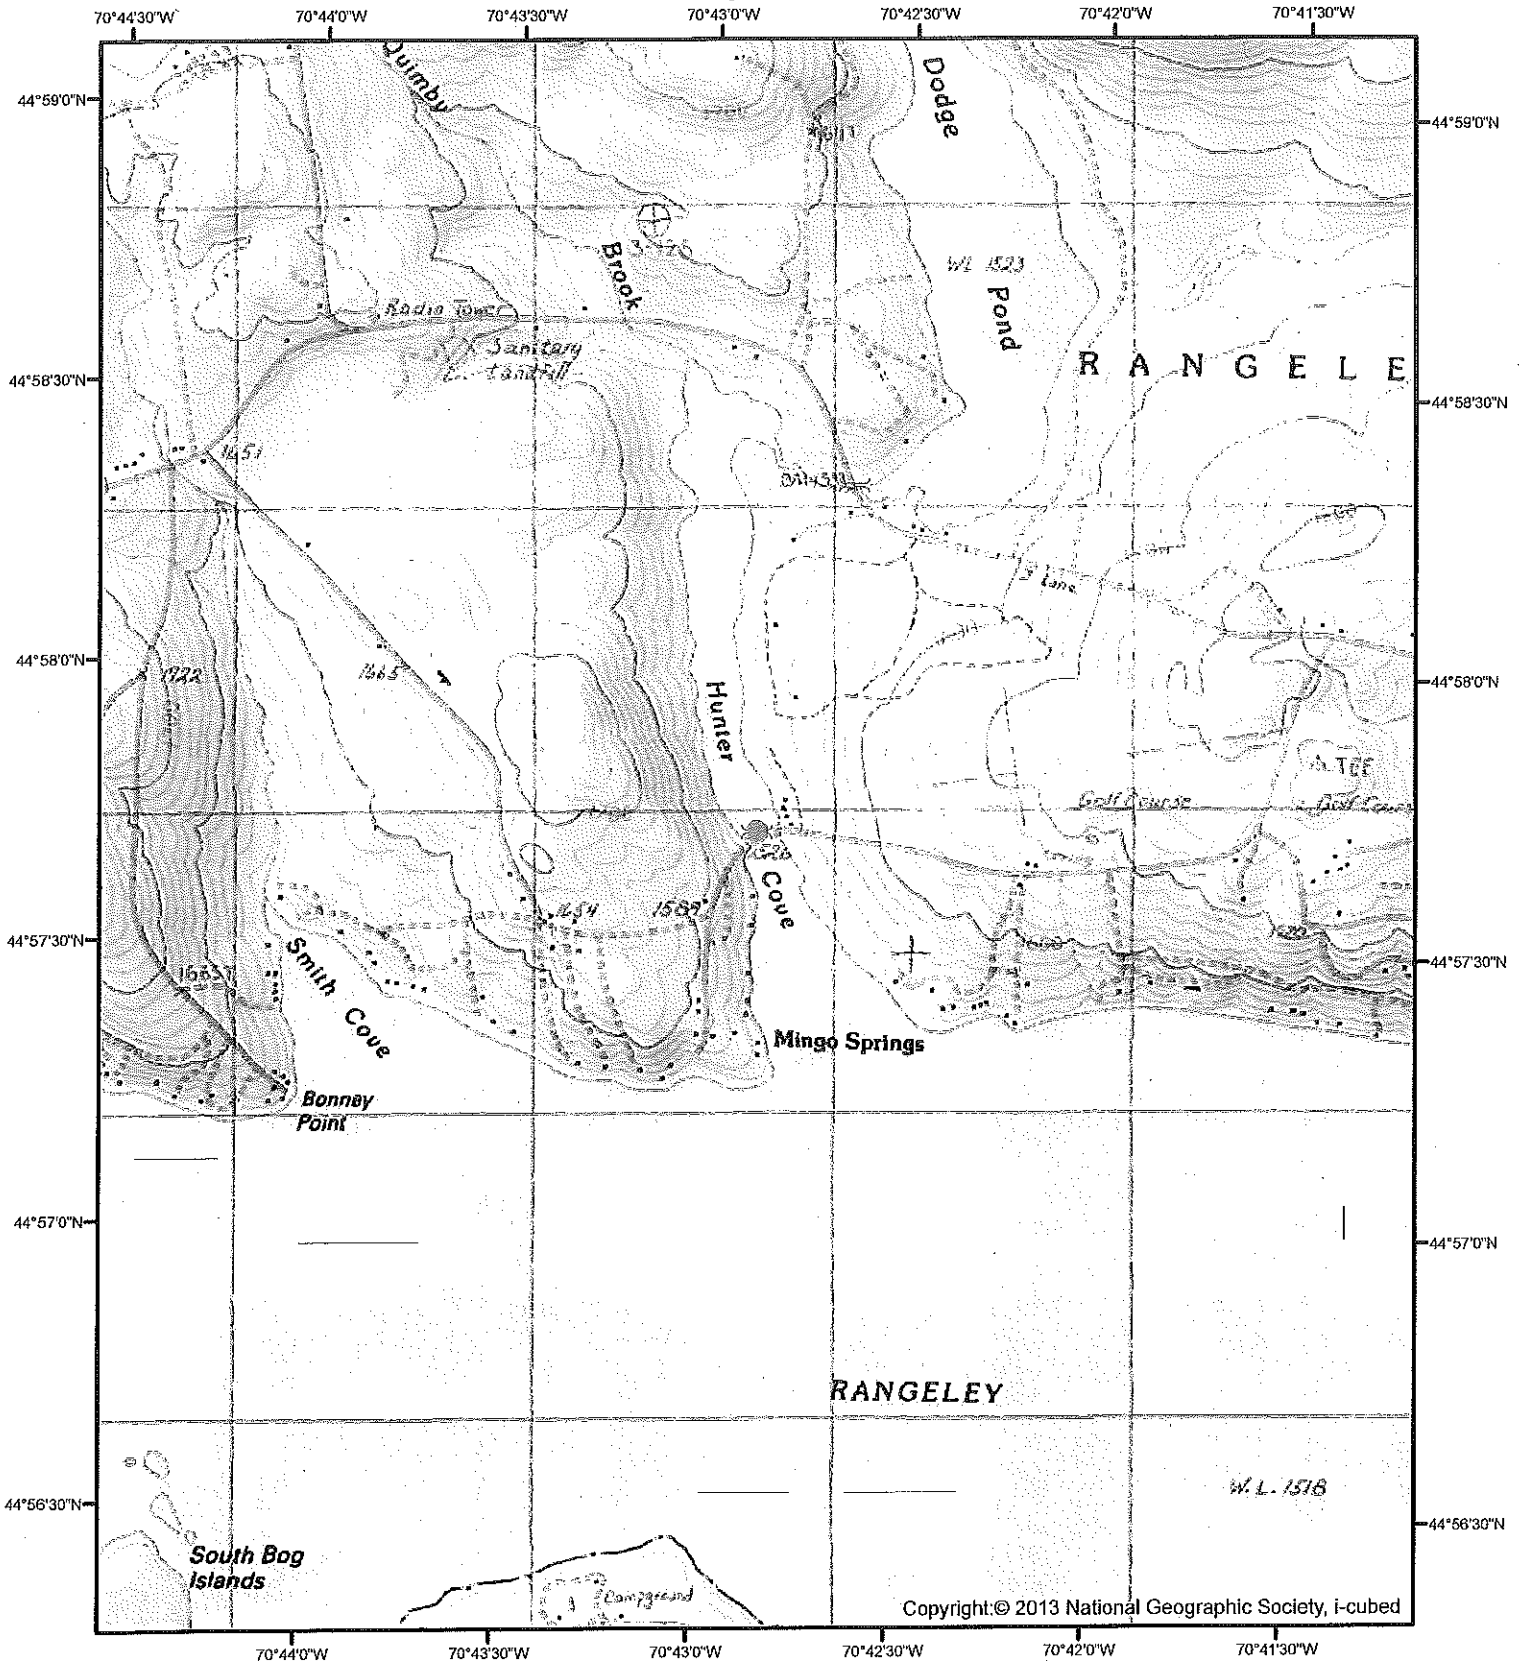 70°44'30"W 70°44'0"W 70°43'30"W 70°43'0"W 70°42'30"W 70°42'0"W 70°41'30"W
44°59'0"N
44°59'0"N
Quimby
Dodge
Brook
WL 1523
Pond
Radio Tower
Sanitary
Landfill
RANGELE
44°58'30"N
44°58'30"N
1651
Lane
44°58'0"N
44°58'0"N
1665
Hunter
Golf Course
Golf
Cove
1654
1589
44°57'30"N
44°57'30"N
Smith Cove
Mingo Springs
Bonney
Point
44°57'0"N
44°57'0"N
RANGELEY
W.L. 1518
44°56'30"N
44°56'30"N
South Bog
Islands
Campground
Copyright:© 2013 National Geographic Society, i-cubed
70°44'0"W 70°43'30"W 70°43'0"W 70°42'30"W 70°42'0"W 70°41'30"W